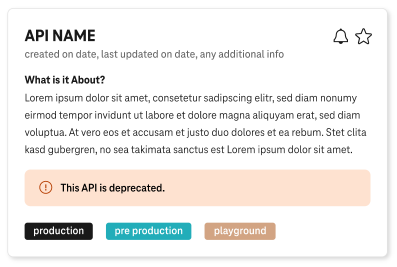 API NAME
created on date, last updated on date, any additional info
What is it About?
Lorem ipsum dolor sit amet, consetetur sadipscing elitr, sed diam nonumy
eirmod tempor invidunt ut labore et dolore magna aliquyam erat, sed diam
voluptua. At vero eos et accusam et justo duo dolores et ea rebum. Stet clita
kasd gubergren, no sea takimata sanctus est Lorem ipsum dolor sit amet.
This API is deprecated.
production
pre production
playground